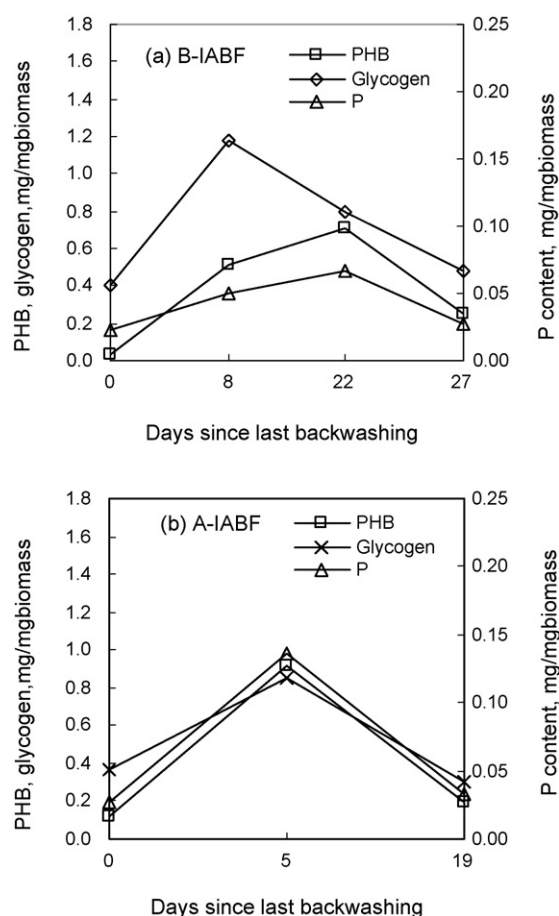 1.8
1.6
1.4
1.2
1.0
0.8
0.6
0.4
0.2
0.0
PHB, glycogen,mg/mgbiomass
(a) B-IABF
PHB
Glycogen
P
0.25
0.20
0.15
0.10
0.05
0.00
P content, mg/mgbiomass
0 8 22 27
Days since last backwashing
1.8
1.6
1.4
1.2
1.0
0.8
0.6
0.4
0.2
0.0
PHB, glycogen,mg/mgbiomass
(b) A-IABF
PHB
Glycogen
P
0.25
0.20
0.15
0.10
0.05
0.00
P content, mg/mgbiomass
0 5 19
Days since last backwashing